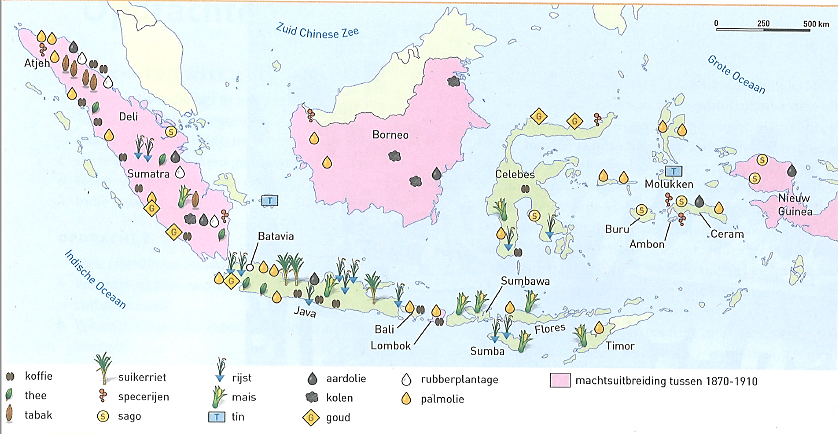 Zuid Chinese Zee
0 250 500 km
Grote Oceaan
Atjeh
Deli
S
Sumatra
Borneo
G
G
Celebes
T
Molukken
S
S
Nieuw
Guinea
S
S
S
Buru
Ambon
Ceram
G
G
T
Indische Oceaan
Batavia
G
Java
Bali
Lombok
Sumbawa
Flores
Sumba
Timor
koffie
thee
tabak
suikerriet
specerijen
S sago
rijst
mais
T tin
aardolie
kolen
G goud
rubberplantage
palmolie
machtsuitbreiding tussen 1870-1910